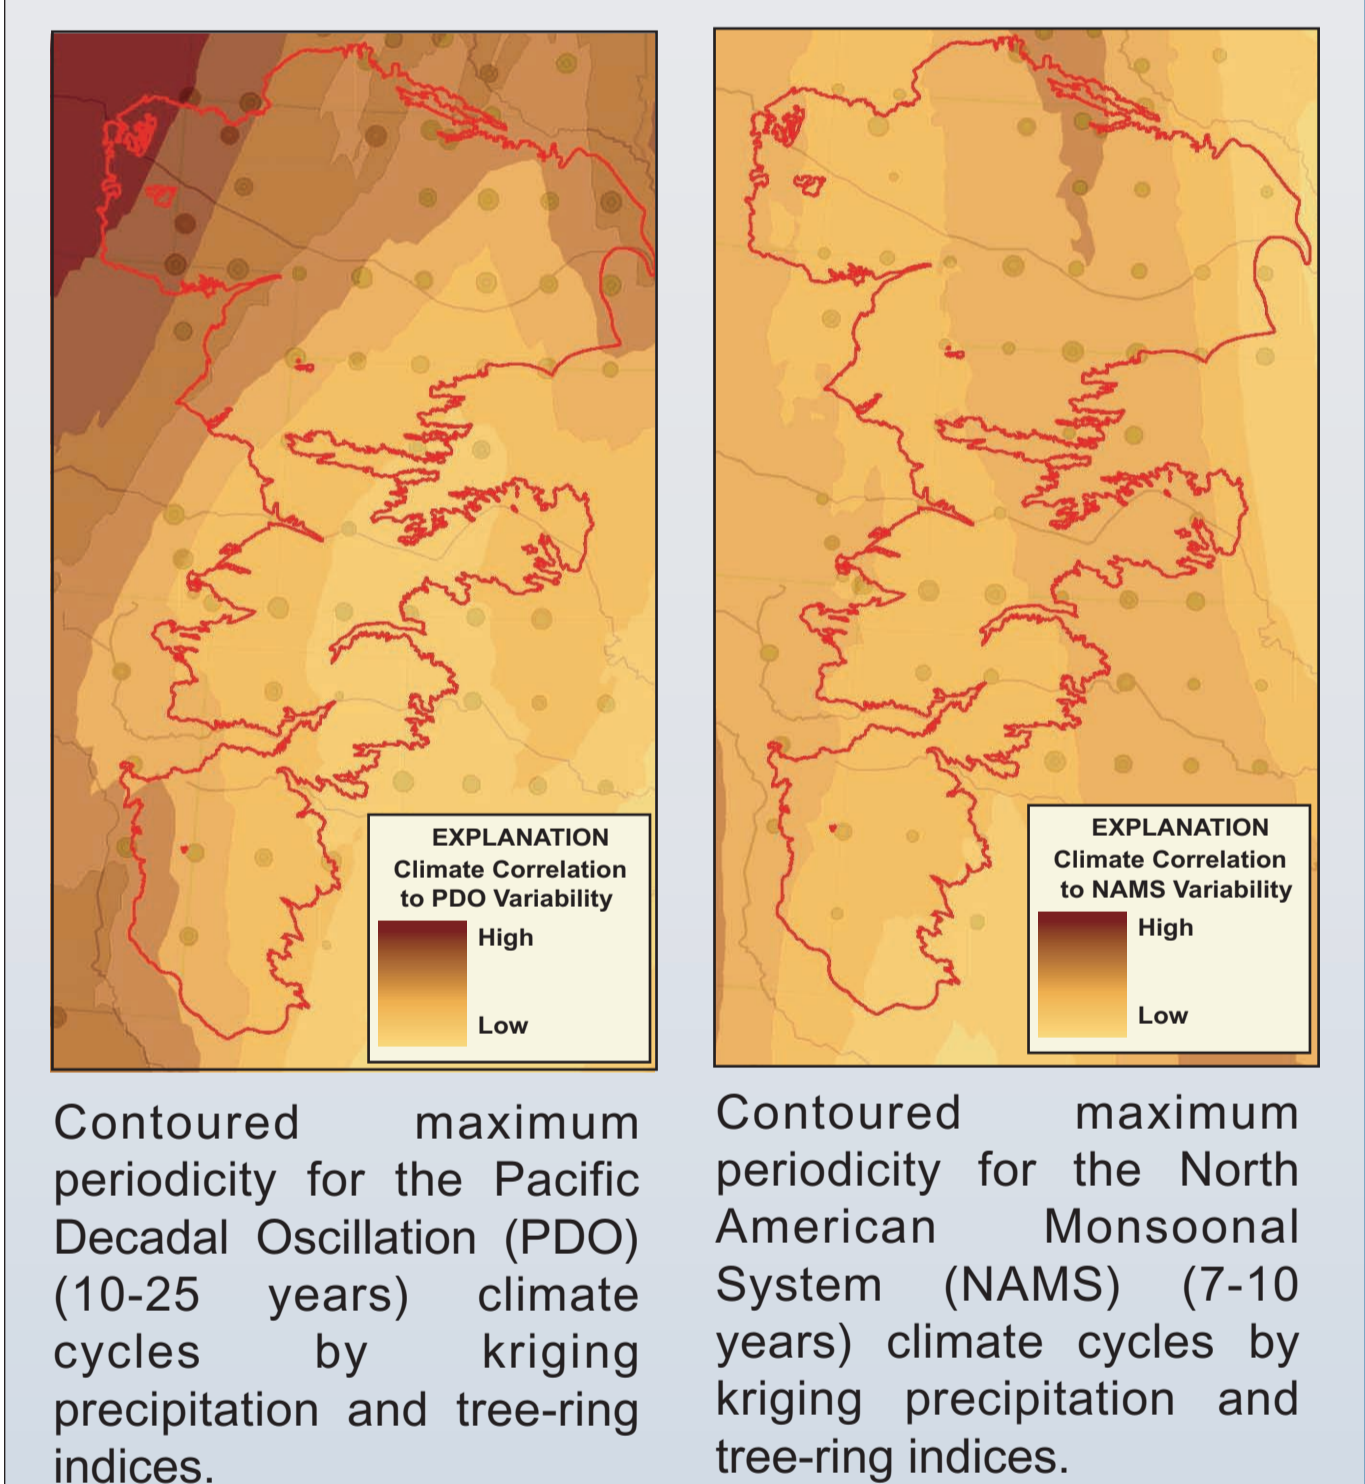 EXPLANATION
Climate Correlation
to PDO Variability
High
Low
EXPLANATION
Climate Correlation
to NAMS Variability
High
Low
Contoured maximum
periodicity for the Pacific
Decadal Oscillation (PDO)
(10-25 years) climate
cycles by kriging
precipitation and tree-ring
indices.
Contoured maximum
periodicity for the North
American Monsoonal
System (NAMS) (7-10
years) climate cycles by
kriging precipitation and
tree-ring indices.